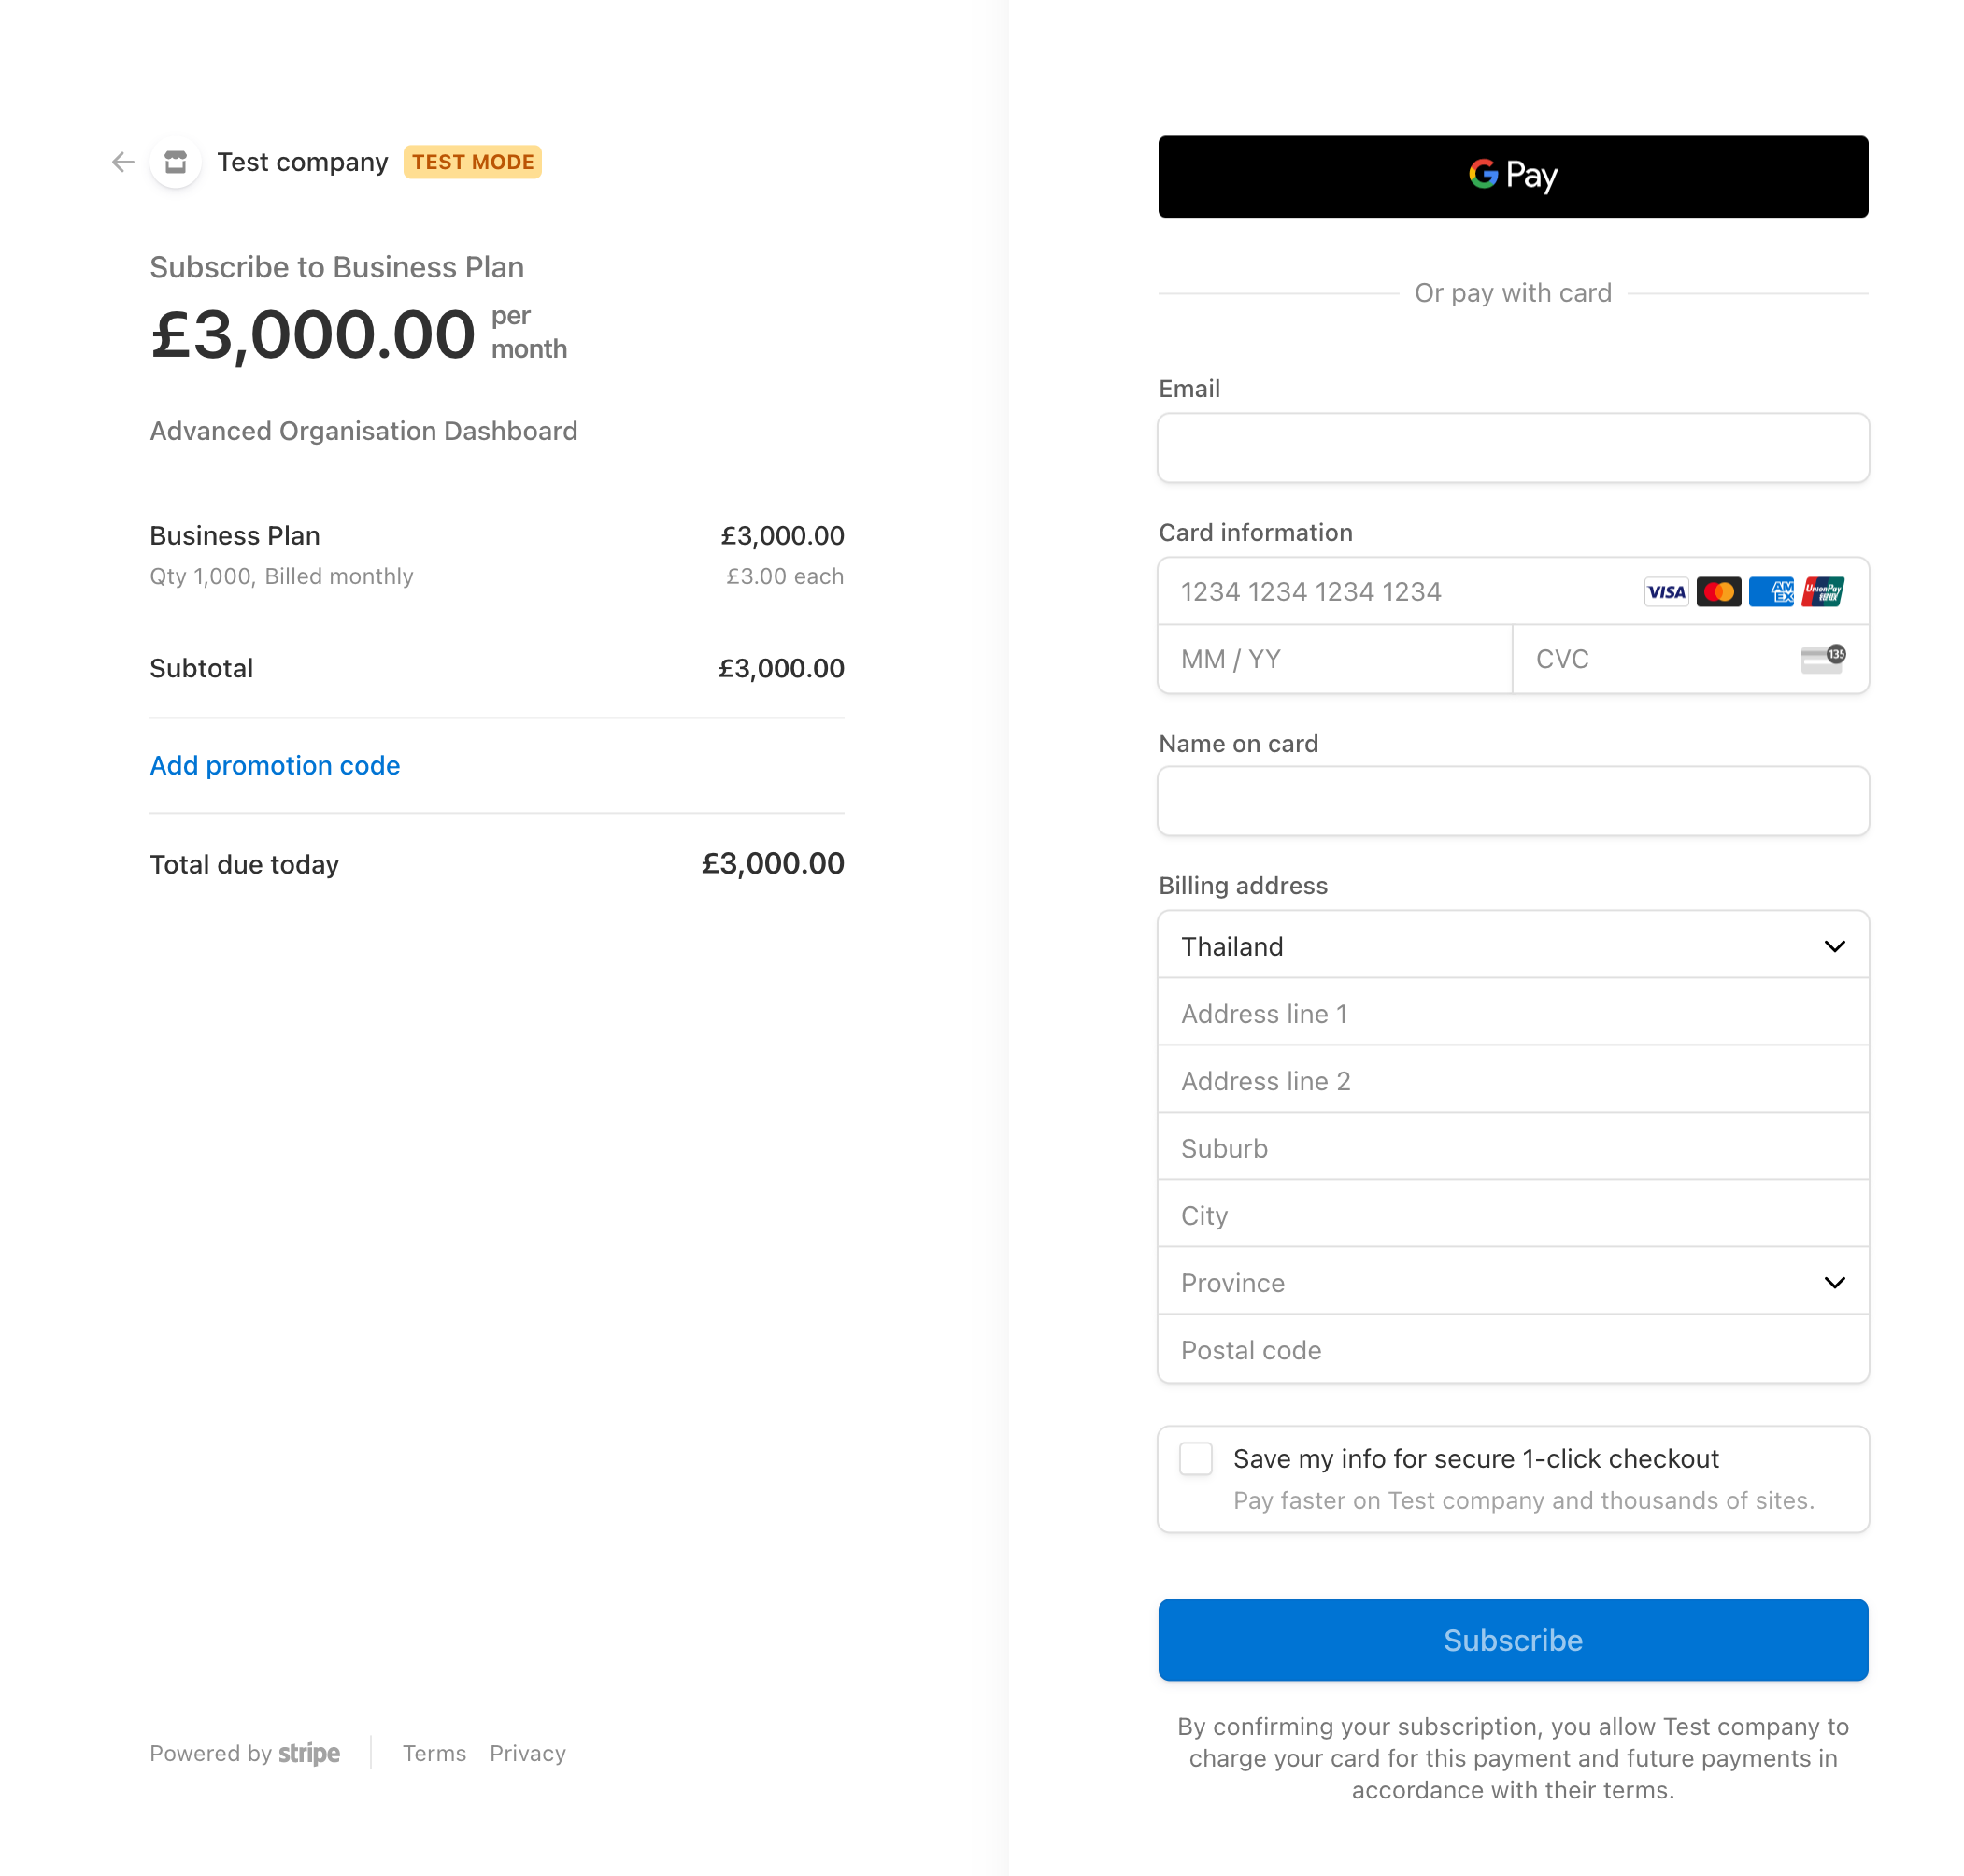 Test company TEST MODE
Subscribe to Business Plan
£3,000.00 per month
Advanced Organisation Dashboard
Business Plan £3,000.00
Qty 1,000, Billed monthly £3.00 each
Subtotal £3,000.00
Add promotion code
Total due today £3,000.00
Powered by stripe Terms Privacy
G Pay
Or pay with card
Email
Card information
1234 1234 1234 1234 VISA AM EX UnionPay 银联
MM / YY CVC 135
Name on card
Billing address
Thailand
Address line 1
Address line 2
Suburb
City
Province
Postal code
Save my info for secure 1-click checkout
Pay faster on Test company and thousands of sites.
Subscribe
By confirming your subscription, you allow Test company to
charge your card for this payment and future payments in
accordance with their terms.